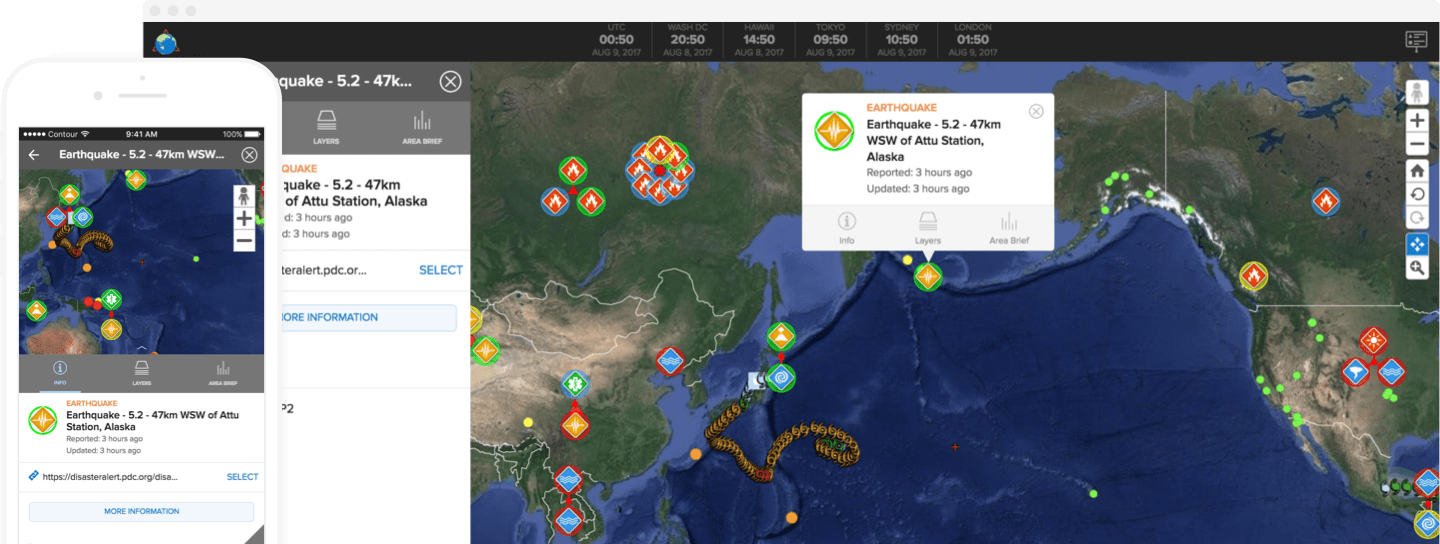 UTC
00:50
AUG 9, 2017
WASH DC
20:50
AUG 8, 2017
HAWAII
14:50
AUG 8, 2017
TOKYO
09:50
AUG 9, 2017
SYDNEY
10:50
AUG 9, 2017
LONDON
01:50
AUG 9, 2017
Contour
9:41 AM
100%
Earthquake - 5.2 - 47km WSW...
INFO
LAYERS
AREA BRIEF
EARTHQUAKE
Earthquake - 5.2 - 47km WSW of Attu
Station, Alaska
Reported: 3 hours ago
Updated: 3 hours ago
https://disasteralert.pdc.org/disa...
SELECT
MORE INFORMATION
quake - 5.2 - 47k...
LAYERS
AREA BRIEF
QUAKE
quake - 5.2 - 47km
of Attu Station, Alaska
d: 3 hours ago
d: 3 hours ago
steralert.pdc.or...
SELECT
ORE INFORMATION
P2
EARTHQUAKE
Earthquake - 5.2 - 47km
WSW of Attu Station,
Alaska
Reported: 3 hours ago
Updated: 3 hours ago
Info
Layers
Area Brief